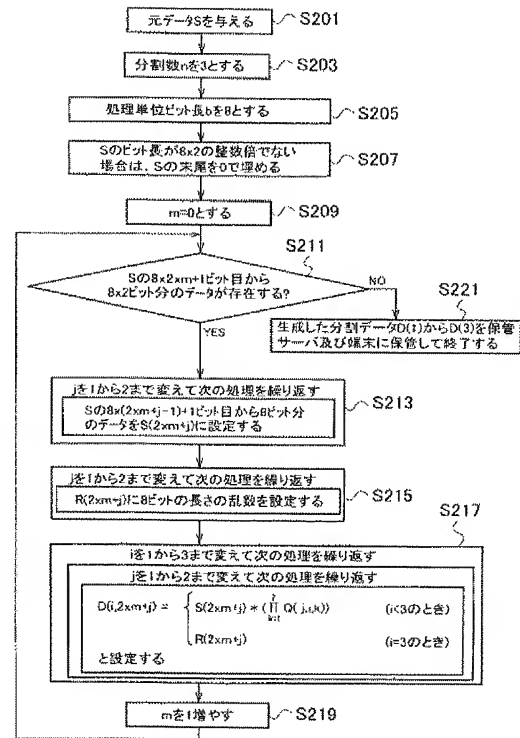 元データSを与える
S201
分割数nを3とする
S203
処理単位ビット長bを8とする
S205
Sのビット長が8x2の整数倍でない
場合は、Sの末尾を0で埋める
S207
m=0とする
S209
S211
Sの8x2xm+1ビット目から
8x2ビット分のデータが存在する?
NO
YES
S221
生成した分割データD(1)からD(3)を保管
サーバ及び端末に保管して終了する
jを1から2まで変えて次の処理を繰り返す
S213
Sの8x(2xm+j-1)+1ビット目から8ビット分
のデータをS(2xm+j)に設定する
jを1から2まで変えて次の処理を繰り返す
S215
R(2xm+j)に8ビットの長さの乱数を設定する
S217
iを1から3まで変えて次の処理を繰り返す
jを1から2まで変えて次の処理を繰り返す
D(i,2xm+j) = S(2xm+j) * (∏ Q(j,i,k)) (i<3のとき)
R(2xm+j) (i=3のとき)
と設定する
mを1増やす
S219